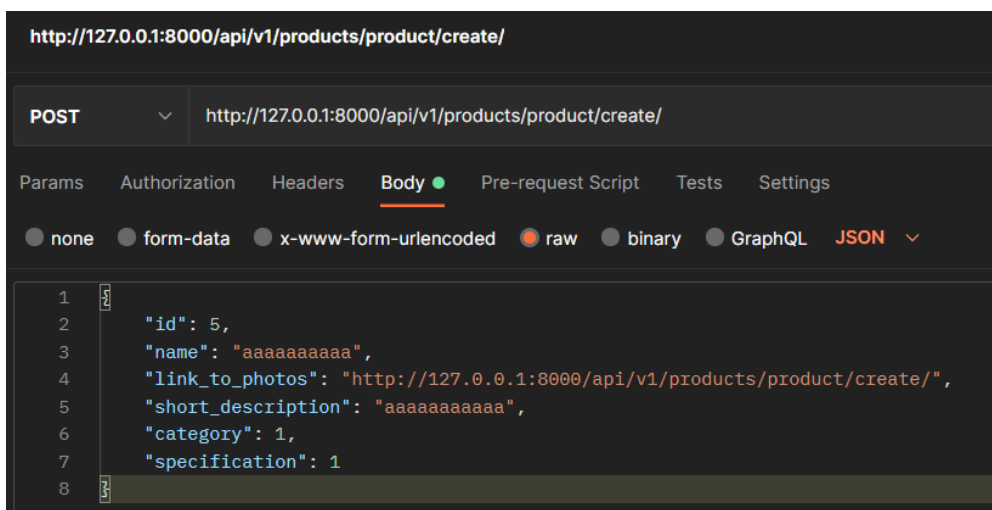 http://127.0.0.1:8000/api/v1/products/product/create/
POST http://127.0.0.1:8000/api/v1/products/product/create/
Params Authorization Headers Body Pre-request Script Tests Settings
none form-data x-www-form-urlencoded raw binary GraphQL JSON
1 {
2 "id": 5,
3 "name": "aaaaaaaaaa",
4 "link_to_photos": "http://127.0.0.1:8000/api/v1/products/product/create/",
5 "short_description": "aaaaaaaaaaa",
6 "category": 1,
7 "specification": 1
8 }